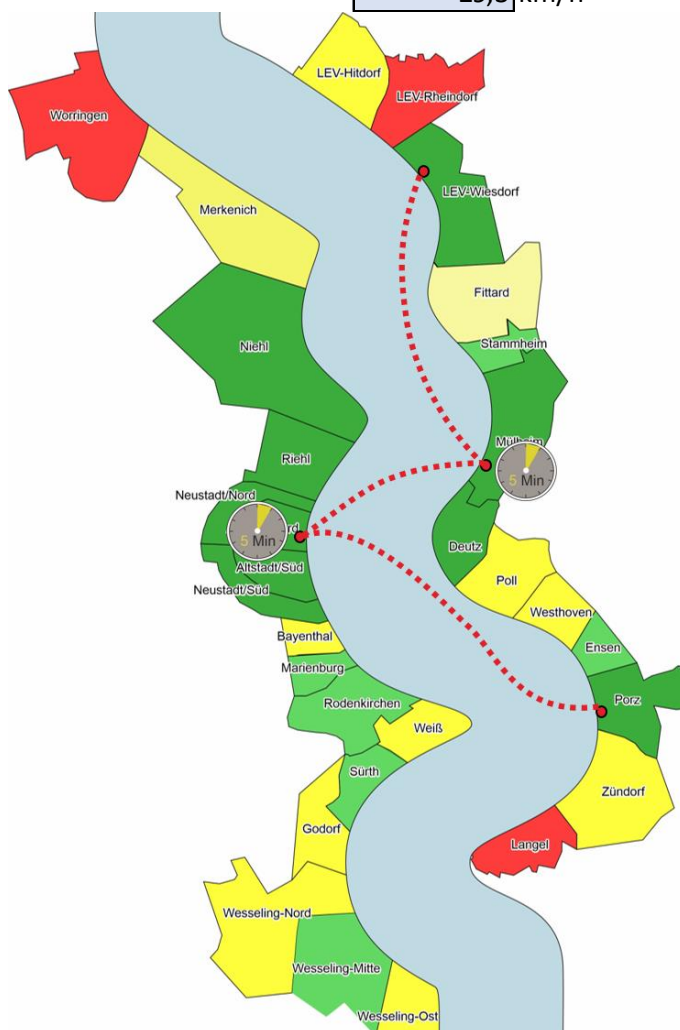 km/h
LEV-Hitdorf
LEV-Rheindorf
Worringen
LEV-Wiesdorf
Merkenich
Fittard
Stammheim
Niehl
Mülheim
5 Min
Riehl
Neustadt/Nord
rd
5 Min
Deutz
Altstadt/Süd
Poll
Neustadt/Süd
Westhoven
Bayenthal
Ensen
Marienburg
Porz
Rodenkirchen
Weiß
Sürth
Zündorf
Godorf
Langel
Wesseling-Nord
Wesseling-Mitte
Wesseling-Ost